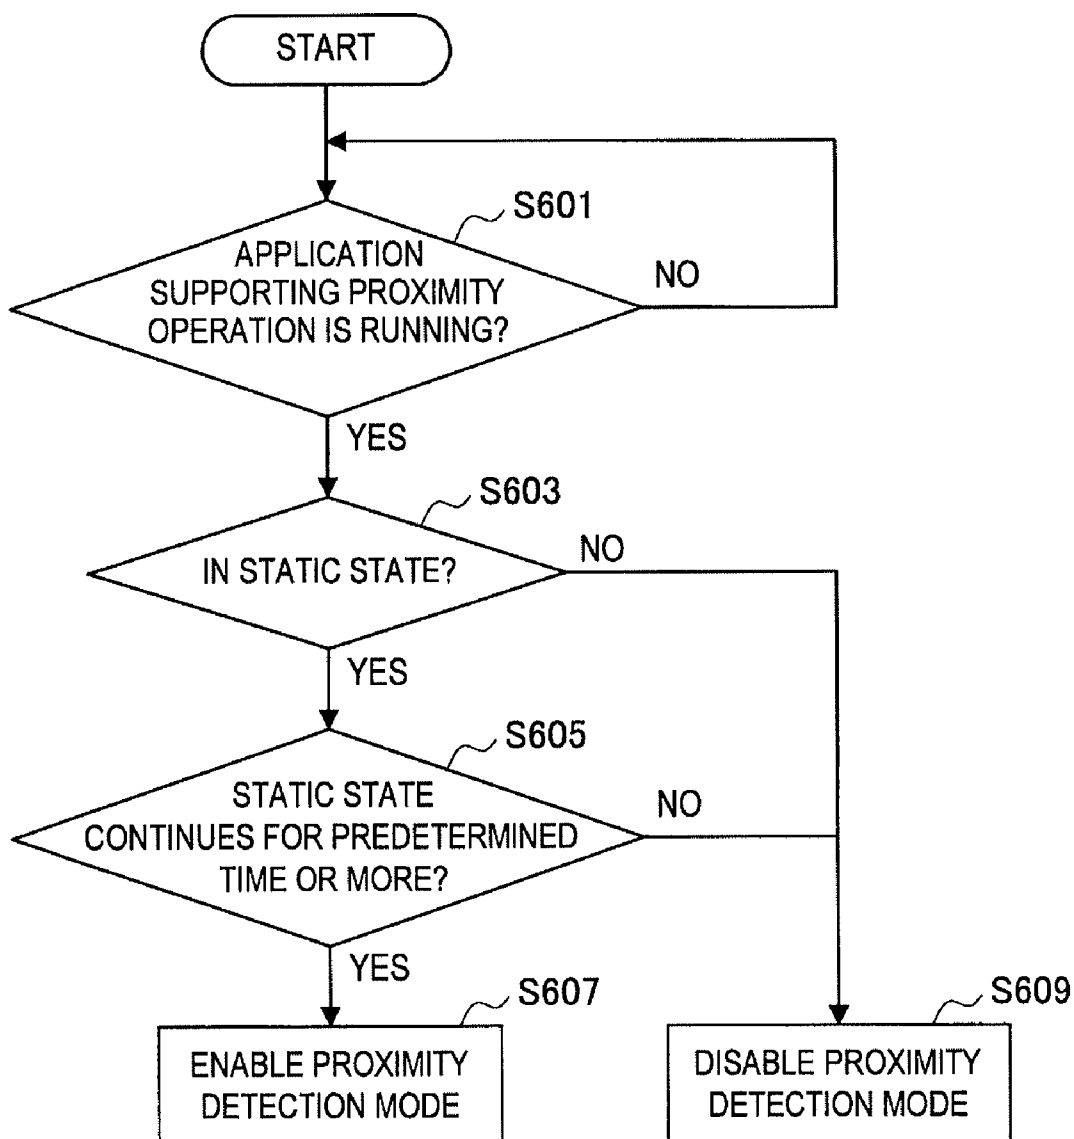 START
S601
APPLICATION
SUPPORTING PROXIMITY
OPERATION IS RUNNING?
NO
YES
S603
IN STATIC STATE?
NO
YES
S605
STATIC STATE
CONTINUES FOR PREDETERMINED
TIME OR MORE?
NO
YES
S607
ENABLE PROXIMITY
DETECTION MODE
S609
DISABLE PROXIMITY
DETECTION MODE